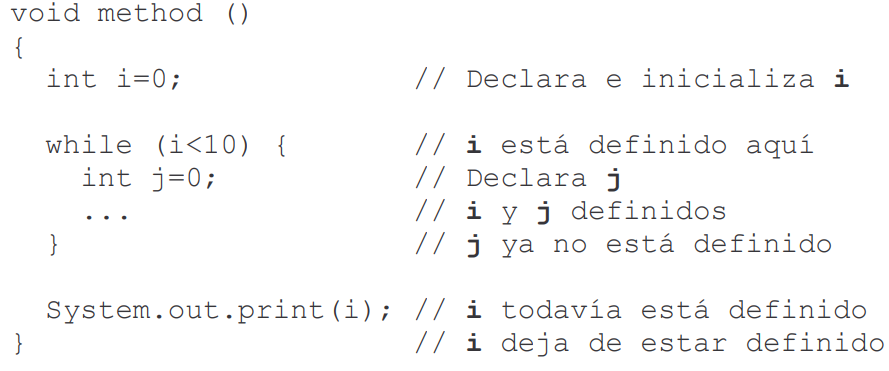 void method ()
{
  int i=0;             // Declara e inicializa i
  while (i<10) {       // i está definido aquí
    int j=0;           // Declara j
    ...                // i y j definidos
  }                    // j ya no está definido
  System.out.print(i); // i todavía está definido
}                      // i deja de estar definido